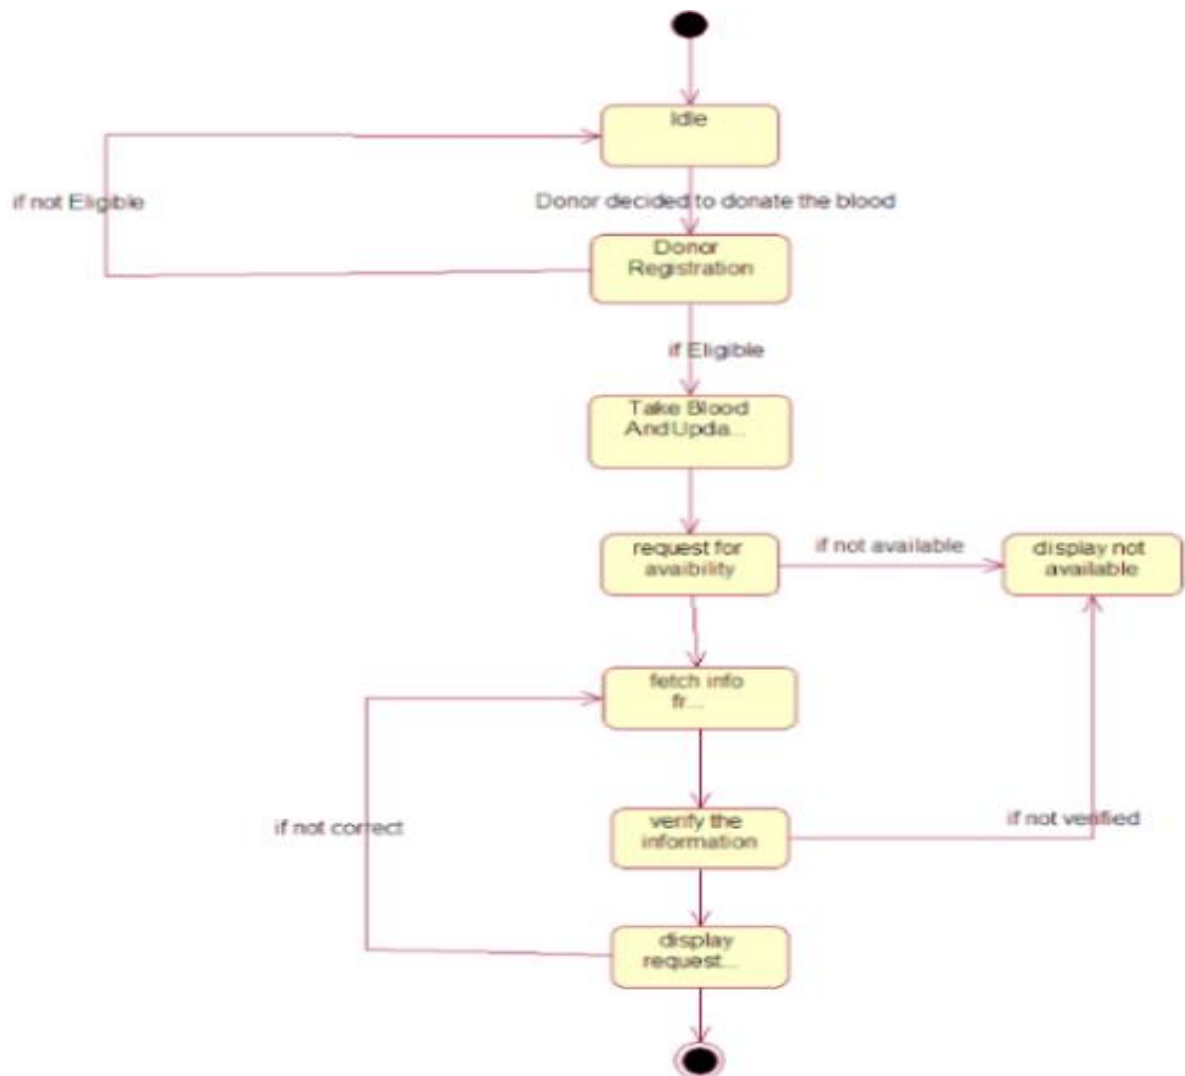 Idle
if not Eligible
Donor decided to donate the blood
Donor
Registration
if Eligible
Take Blood
And Upda...
request for
avaibility
if not available
display not
available
fetch info
fr...
if not correct
verify the
information
if not verified
display
request...